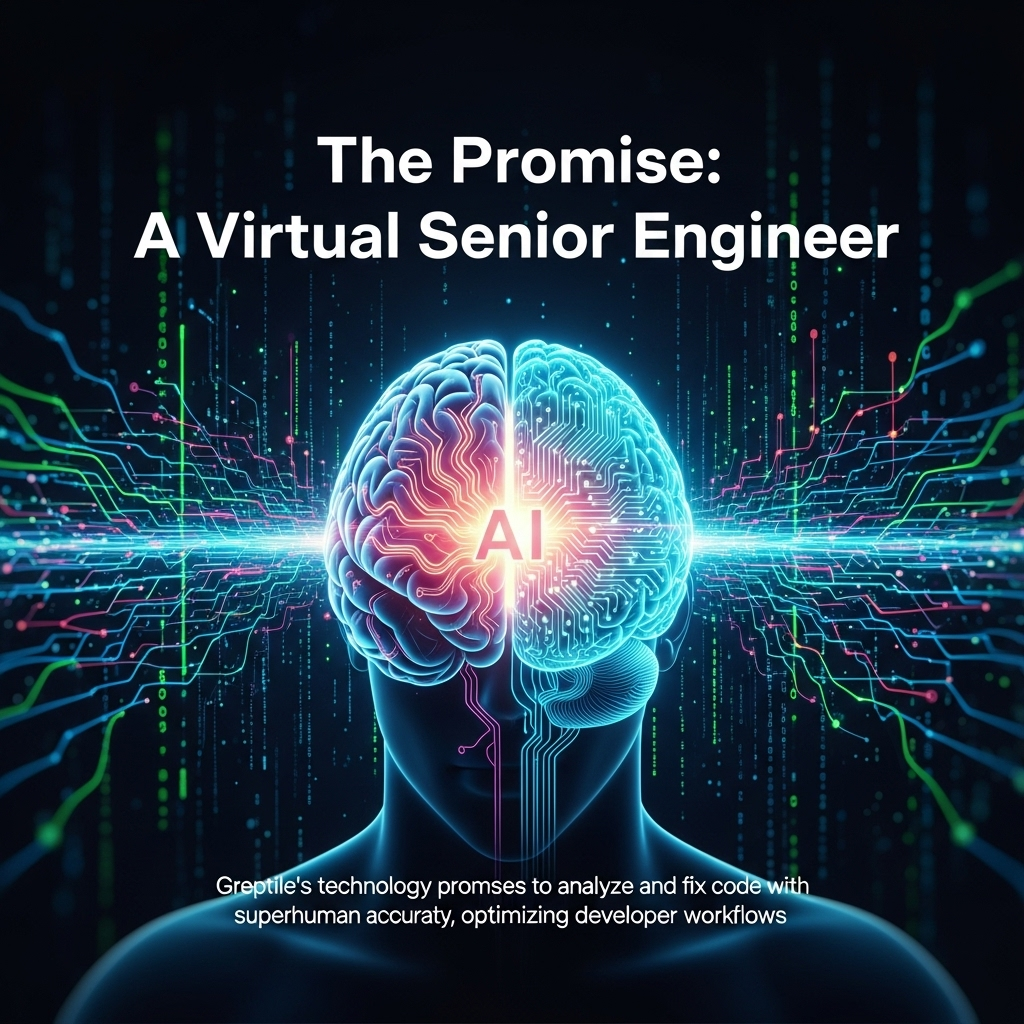 The Promise:
A Virtual Senior Engineer
AI
Greptile's technology promses to analyze and fix code with
superhuman accuraty, optimizing developer workflows